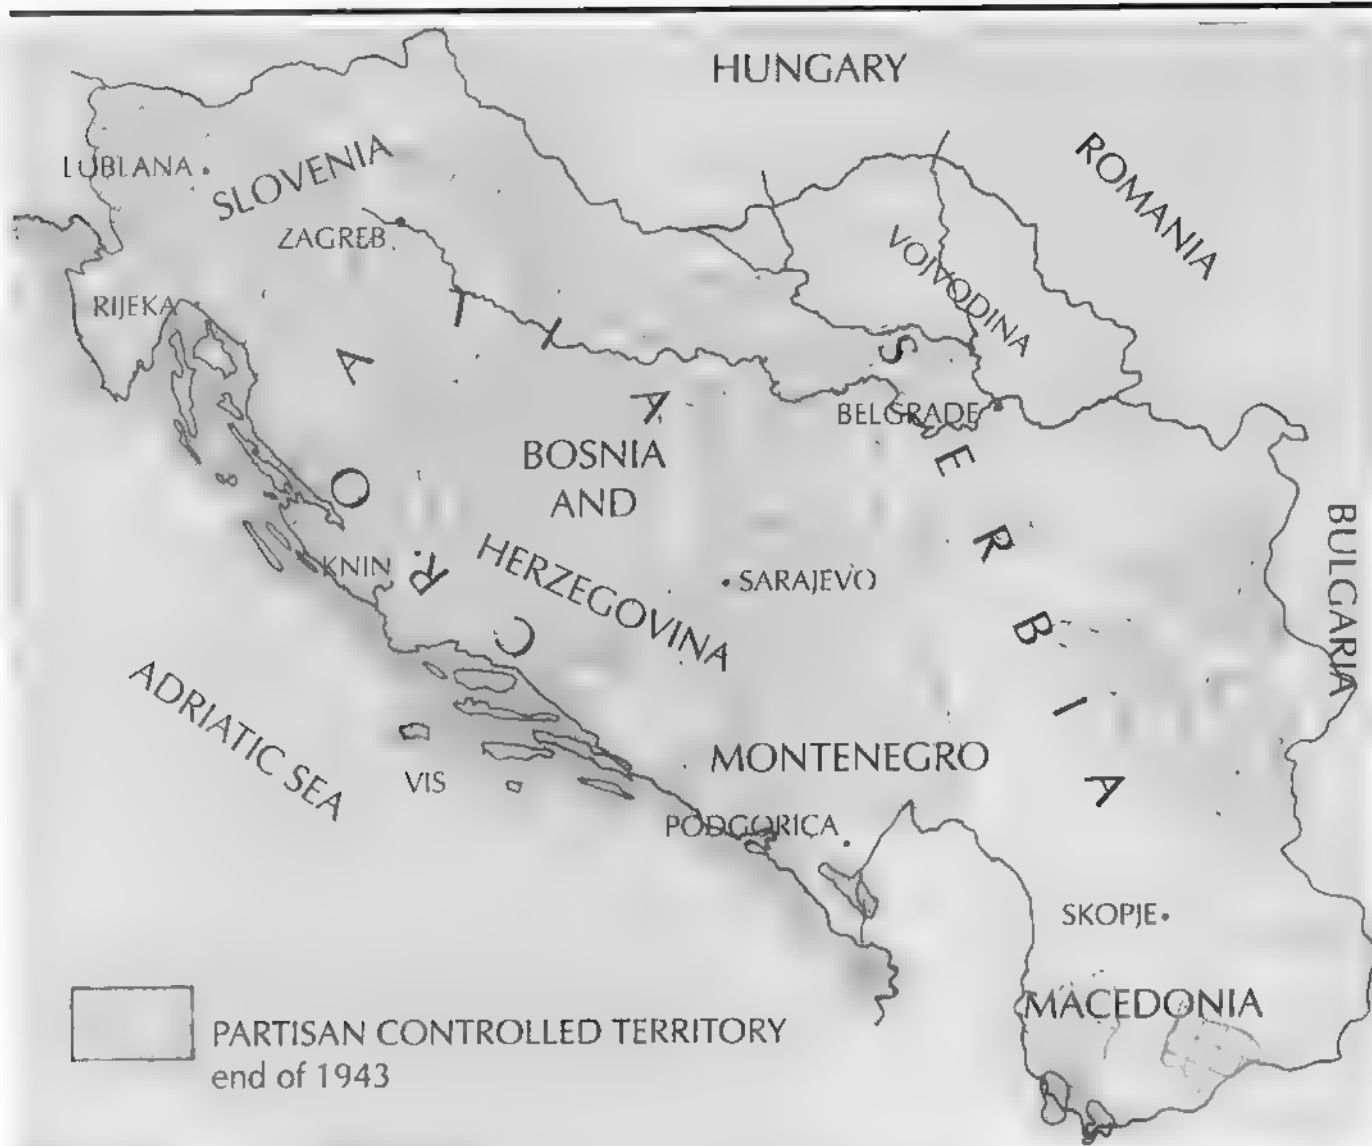 HUNGARY
ROMANIA
LUBLANA
SLOVENIA
ZAGREB
VOJVODINA
RIJEKA
CROATIA
SERBIA
BELGRADE
BOSNIA
AND
HERZEGOVINA
BULGARIA
KNIN
SARAJEVO
ADRIATIC SEA
VIS
MONTENEGRO
PODGORICA
SKOPJE
MACEDONIA
PARTISAN CONTROLLED TERRITORY
end of 1943